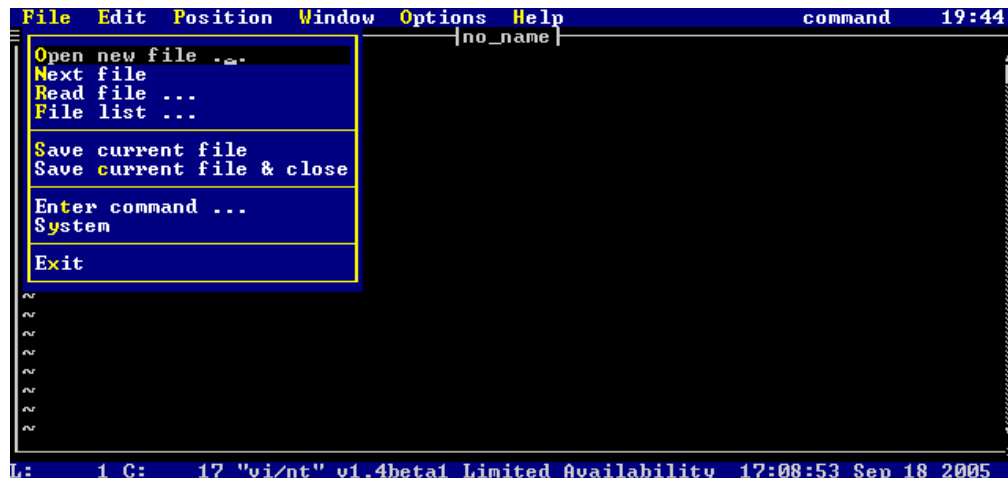 File Edit Position Window Options Help command 19:44
no_name
Open new file ...
Next file
Read file ...
File list ...
Save current file
Save current file & close
Enter command ...
System
Exit
~
~
~
~
~
~
~
~
L: 1 C: 17 "vi/nt" v1.4beta1 Limited Availability 17:08:53 Sep 18 2005